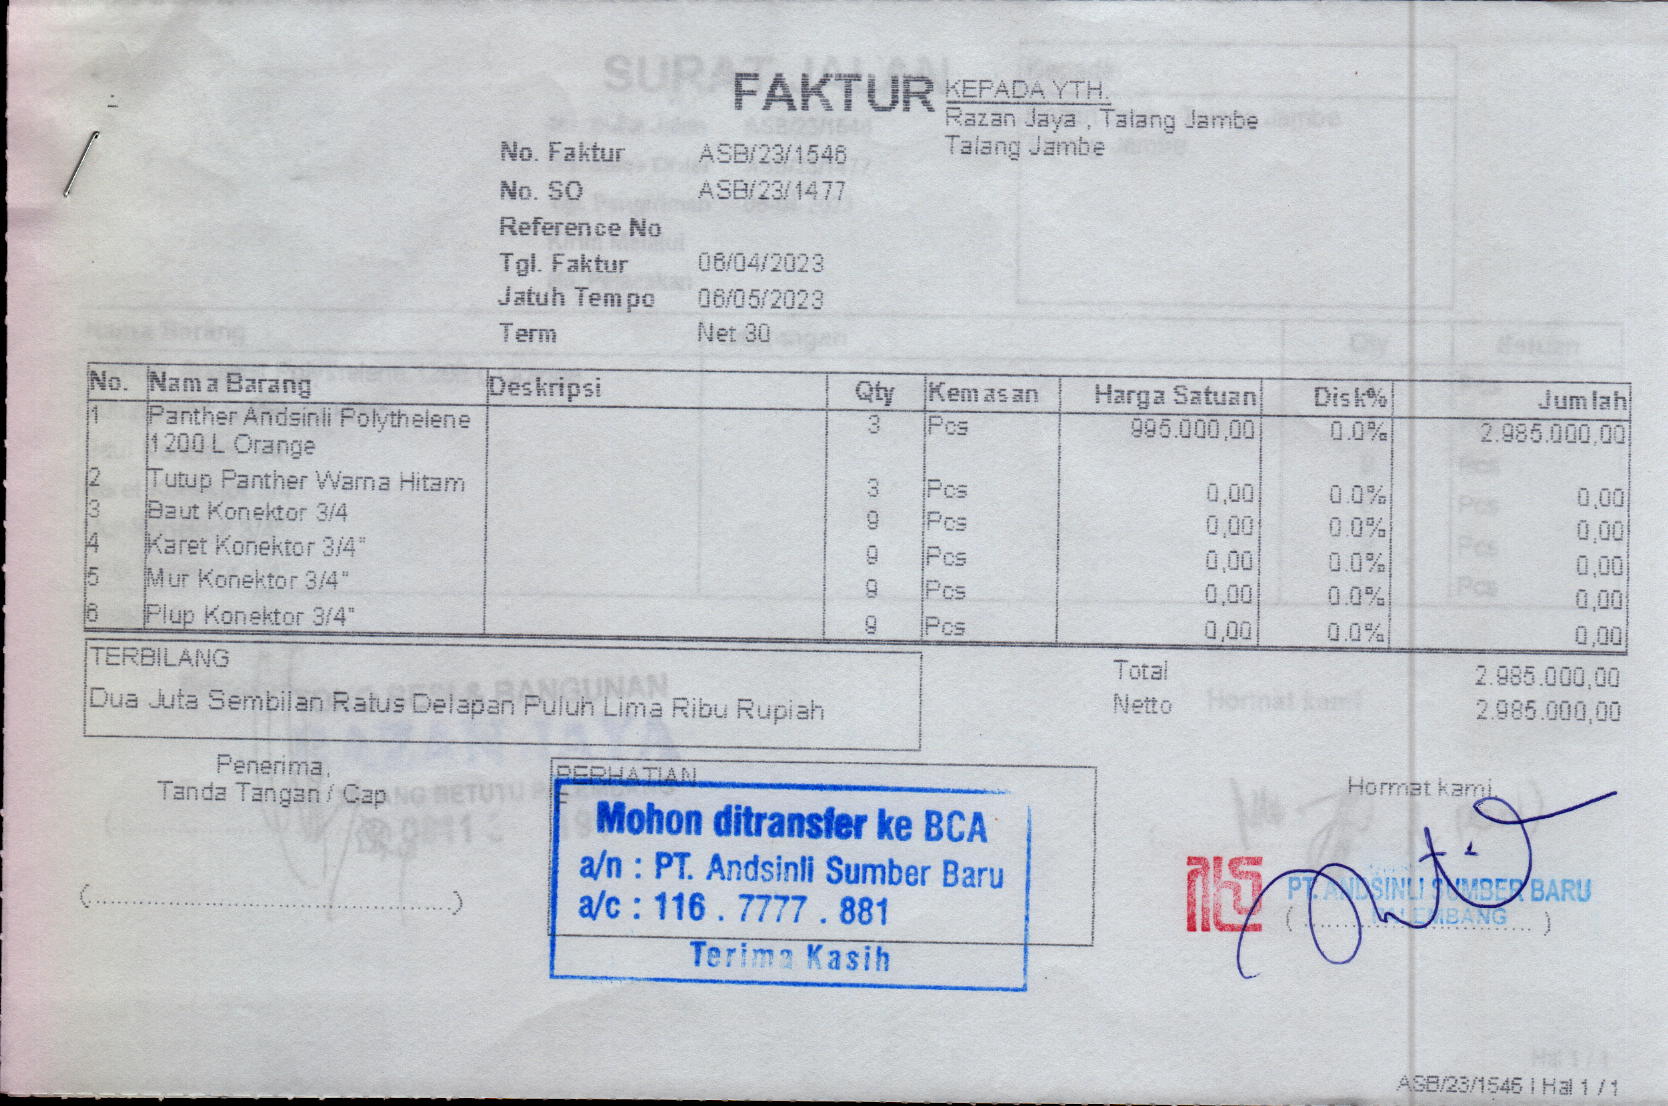 FAKTUR
KEPADA YTH.
Razan Jaya , Talang Jambe
Talang Jambe
No. Faktur ASB/23/1546
No. SO ASB/23/1477
Reference No
Tgl. Faktur 06/04/2023
Jatuh Tempo 06/05/2023
Term Net 30
No. Nama Barang Deskripsi Qty Kemasan Harga Satuan Disk% Jumlah
1 Panther Andsinli Polythelene 3 Pcs 995.000,00 0.0% 2.985.000,00
1200 L Orange
2 Tutup Panther Warna Hitam 3 Pcs 0,00 0.0% 0,00
3 Baut Konektor 3/4 9 Pcs 0,00 0.0% 0,00
4 Karet Konektor 3/4" 9 Pcs 0,00 0.0% 0,00
5 Mur Konektor 3/4" 9 Pcs 0,00 0.0% 0,00
6 Plup Konektor 3/4" 9 Pcs 0,00 0.0% 0,00
TERBILANG
Dua Juta Sembilan Ratus Delapan Puluh Lima Ribu Rupiah
Total 2.985.000,00
Netto 2.985.000,00
Penerima,
Tanda Tangan / Cap
(................................................)
PERHATIAN
Mohon ditransfer ke BCA
a/n : PT. Andsinli Sumber Baru
a/c : 116 . 7777 . 881
Terima Kasih
Hormat kami,
PT. ANDSINLI SUMBER BARU
PALEMBANG
(................................)
ASB/23/1546 | Hal 1 / 1